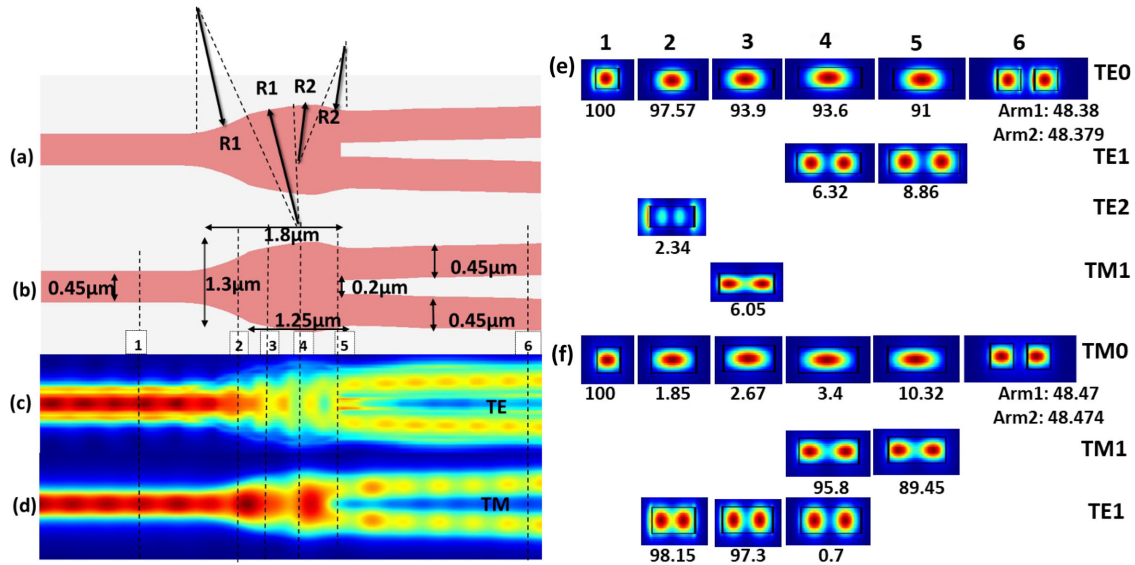 R1
R2
R1
R2
(a)
1.8μm
(b)
0.45μm
1.3μm
0.45μm
0.2μm
1.25μm
0.45μm
1
2
3
4
5
6
(c)
TE
(d)
TM
1 2 3 4 5 6
(e)
TE0
100 97.57 93.9 93.6 91 Arm1: 48.38
Arm2: 48.379
TE1
6.32 8.86
TE2
2.34
TM1
6.05
(f)
TM0
100 1.85 2.67 3.4 10.32 Arm1: 48.47
Arm2: 48.474
TM1
95.8 89.45
TE1
98.15 97.3 0.7